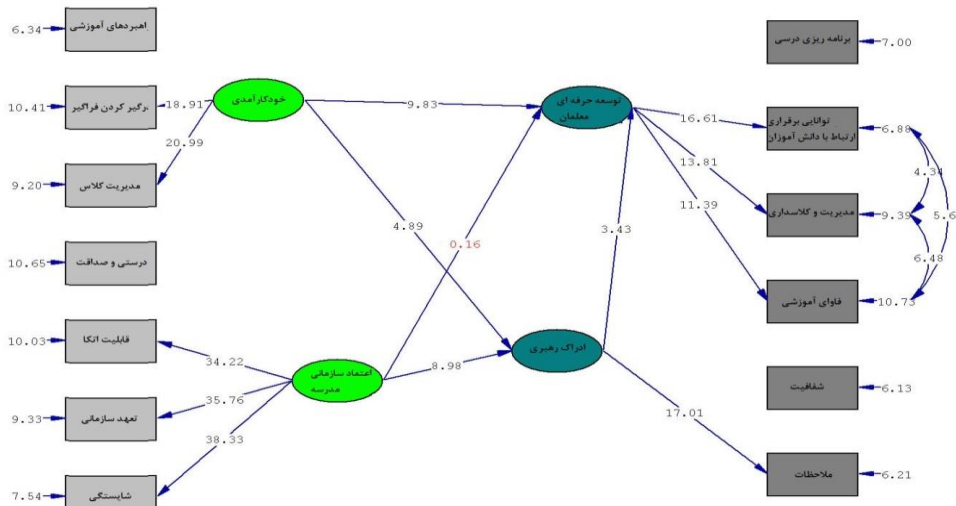 6.34
راهبردهای آموزشی
10.41
درگیر کردن فراگیر
18.91
20.99
9.20
مدیریت کلاس
10.65
درستی و صداقت
10.03
قابلیت اتکا
34.22
9.33
تعهد سازمانی
35.76
7.54
شایستگی
38.33
خودکارآمدی
9.83
4.89
اعتماد سازمانی
مدرسه
0.16
8.98
توسعه حرفه ای
معلمان
3.43
ادراک رهبری
16.61
13.81
11.39
17.01
برنامه ریزی درسی
7.00
توانایی برقراری
ارتباط با دانش آموزان
6.88
4.34
مدیریت و کلاسداری
9.39
5.6
6.48
فاوای آموزشی
10.73
شفافیت
6.13
ملاحظات
6.21